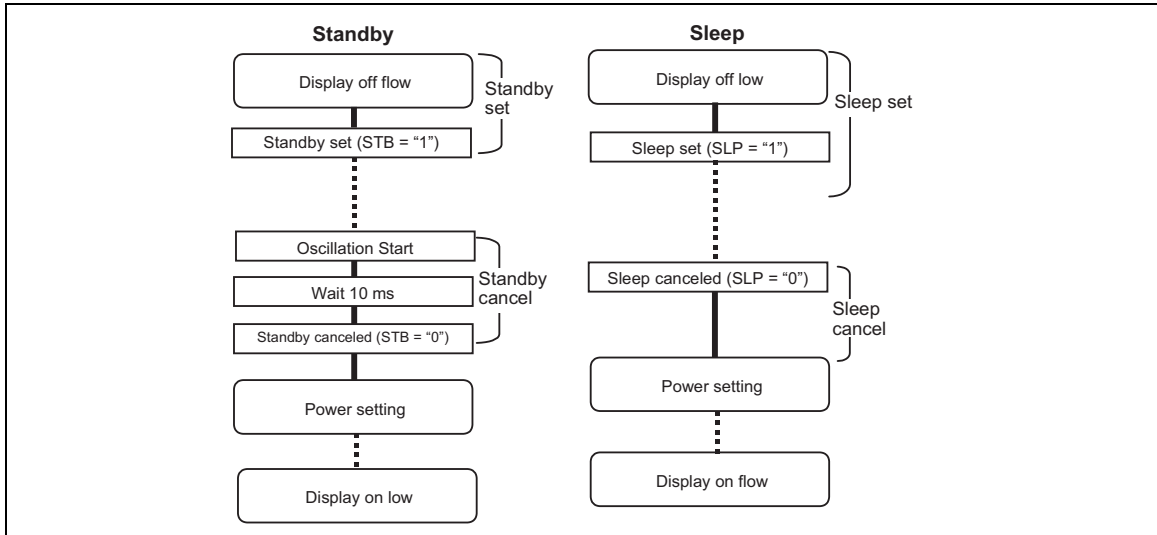 Standby
Display off flow
Standby
set
Standby set (STB = “1”)
Oscillation Start
Wait 10 ms
Standby
cancel
Standby canceled (STB = “0”)
Power setting
Display on low
Sleep
Display off low
Sleep set
Sleep set (SLP = “1”)
Sleep canceled (SLP = “0”)
Sleep
cancel
Power setting
Display on flow